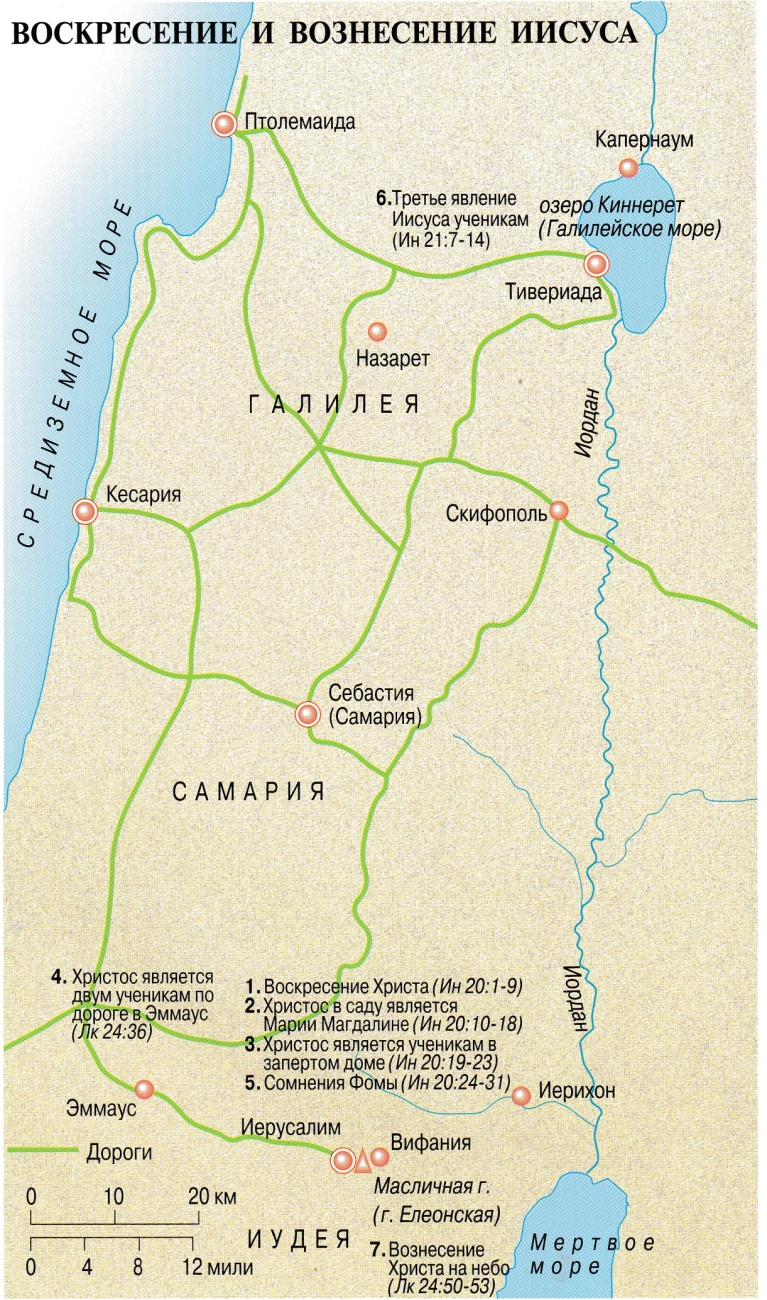 ВОСКРЕСЕНИЕ И ВОЗНЕСЕНИЕ ИИСУСА
Птолемаида
Капернаум
6. Третье явление
Иисуса ученикам
(Ин 21:7-14)
озеро Киннерет
(Галилейское море)
СРЕДИЗЕМНОЕ МОРЕ
Тивериада
Назарет
ГАЛИЛЕЯ
Иордан
Кесария
Скифополь
Себастия
(Самария)
САМАРИЯ
4. Христос является
двум ученикам по
дороге в Эммаус
(Лк 24:36)
1. Воскресение Христа (Ин 20:1-9)
2. Христос в саду является
Марии Магдалине (Ин 20:10-18)
3. Христос является ученикам в
запертом доме (Ин 20:19-23)
5. Сомнения Фомы (Ин 20:24-31)
Иордан
Иерихон
Эммаус
Иерусалим
Вифания
Дороги
Масличная г.
(г. Елеонская)
0 10 20 км
0 4 8 12 мили
ИУДЕЯ
7. Вознесение
Христа на небо
(Лк 24:50-53)
Мертвое
море